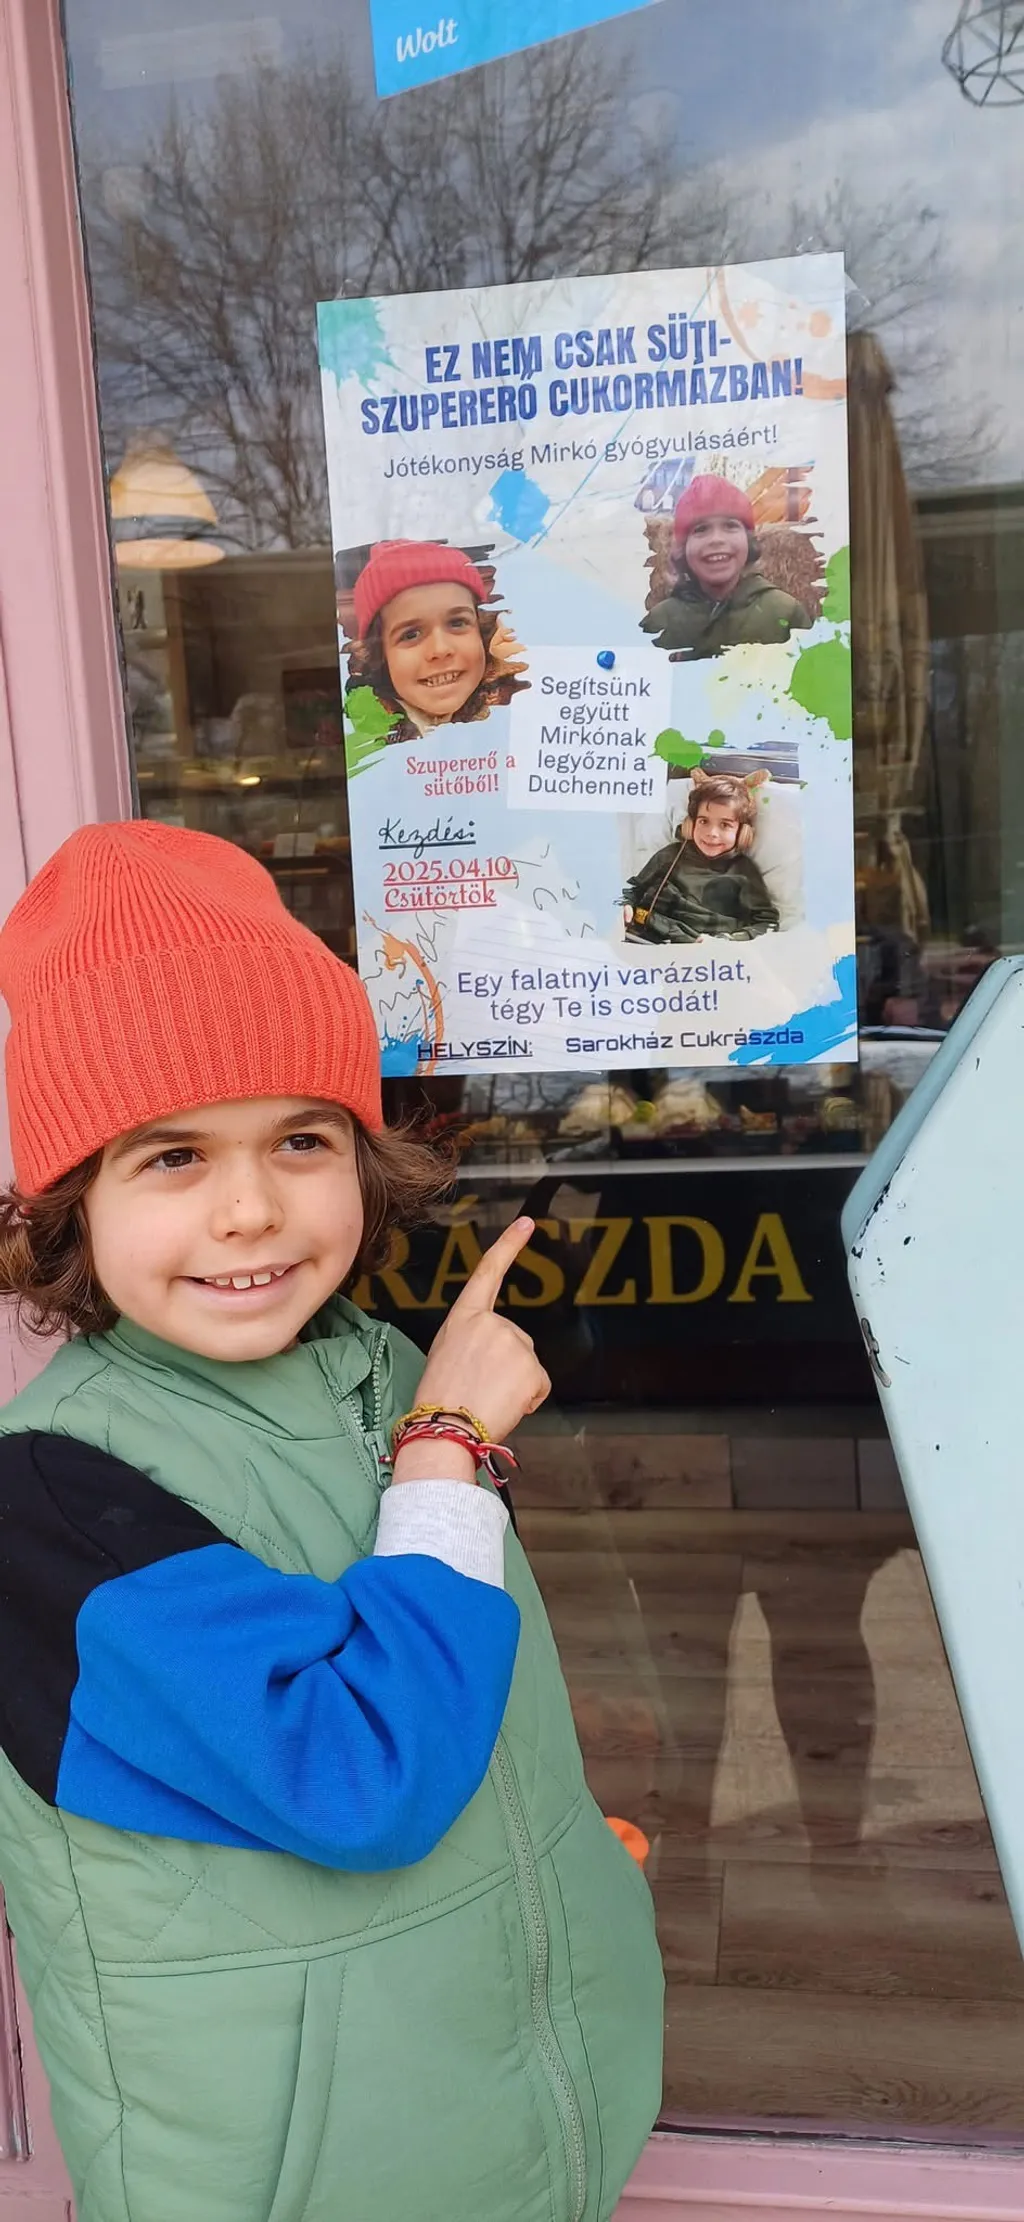 Wolt
EZ NEM CSAK SÜTI-
SZUPERERŐ CUKORMÁZBAN!
Jótékonyság Mirkó gyógyulásáért!
Segítsünk
együtt
Mirkónak
legyőzni a
Duchennet!
Szupererő a
sütőből!
Kezdés:
2025.04.10.
Csütörtök
Egy falatnyi varázslat,
tégy Te is csodát!
HELYSZÍN: Sarokház Cukrászda
RÁSZDA